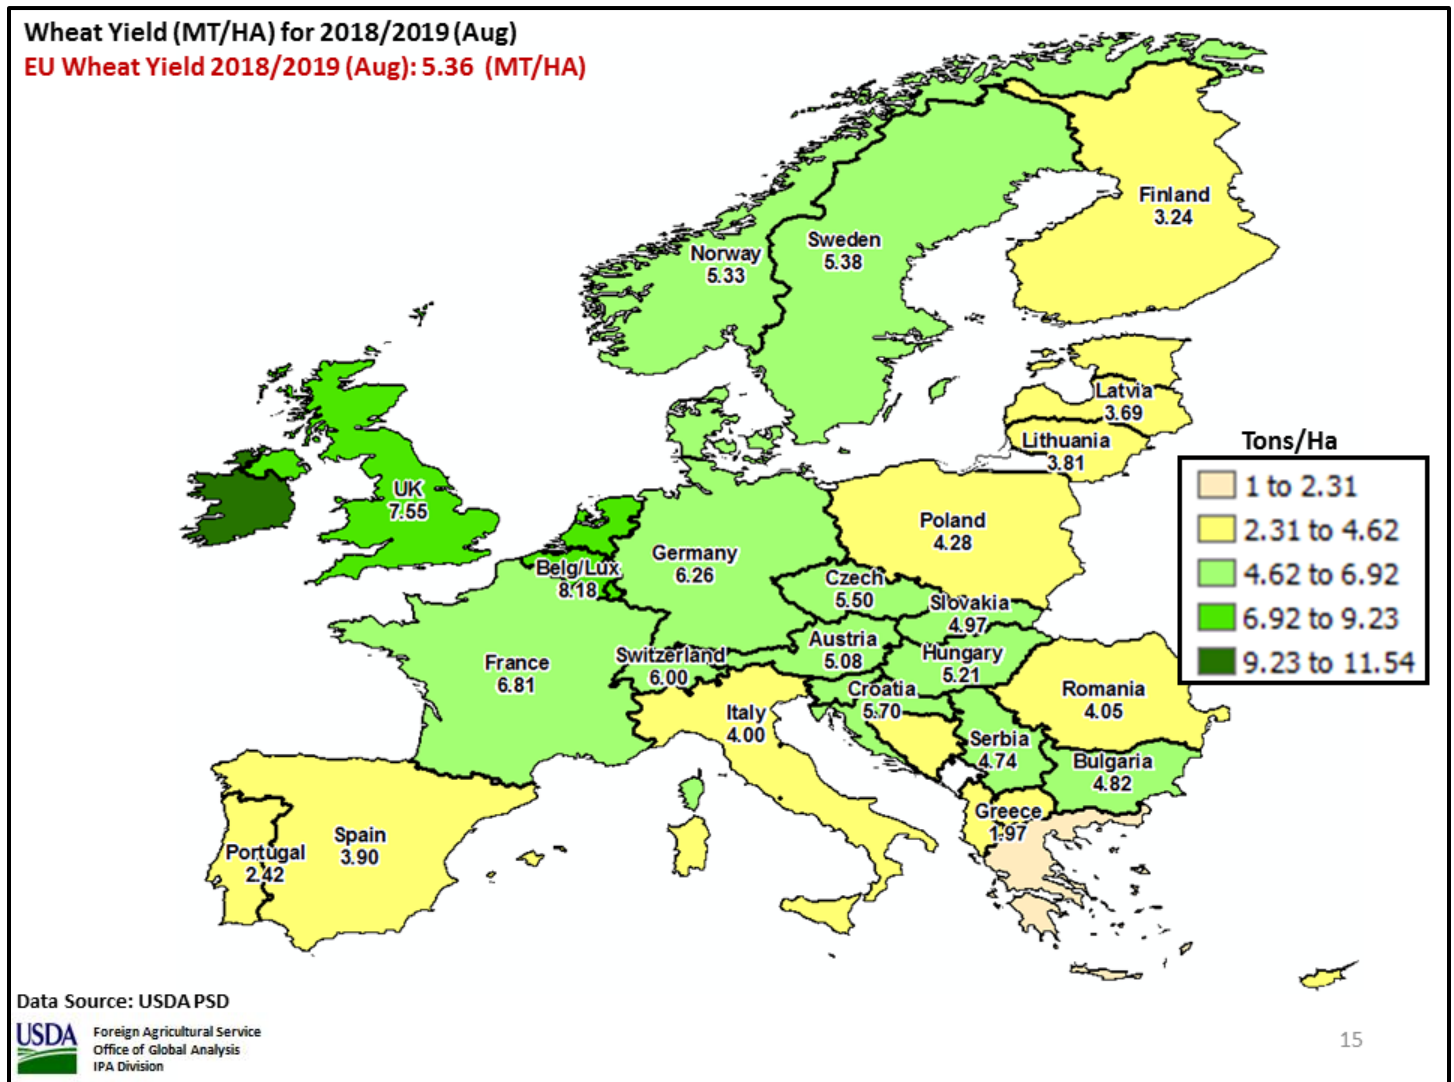 Wheat Yield (MT/HA) for 2018/2019 (Aug)
EU Wheat Yield 2018/2019 (Aug): 5.36 (MT/HA)
Finland
3.24
Sweden
5.38
Norway
5.33
Latvia
3.69
Lithuania
3.81
UK
7.55
Poland
4.28
Germany
6.26
Belg/Lux
8.18
Czech
5.50
Slovakia
4.97
Austria
5.08
Hungary
5.21
Switzerland
6.00
France
6.81
Croatia
5.70
Romania
4.05
Italy
4.00
Serbia
4.74
Bulgaria
4.82
Greece
1.97
Spain
3.90
Portugal
2.42
Tons/Ha
1 to 2.31
2.31 to 4.62
4.62 to 6.92
6.92 to 9.23
9.23 to 11.54
Data Source: USDA PSD
USDA
Foreign Agricultural Service
Office of Global Analysis
IPA Division
15